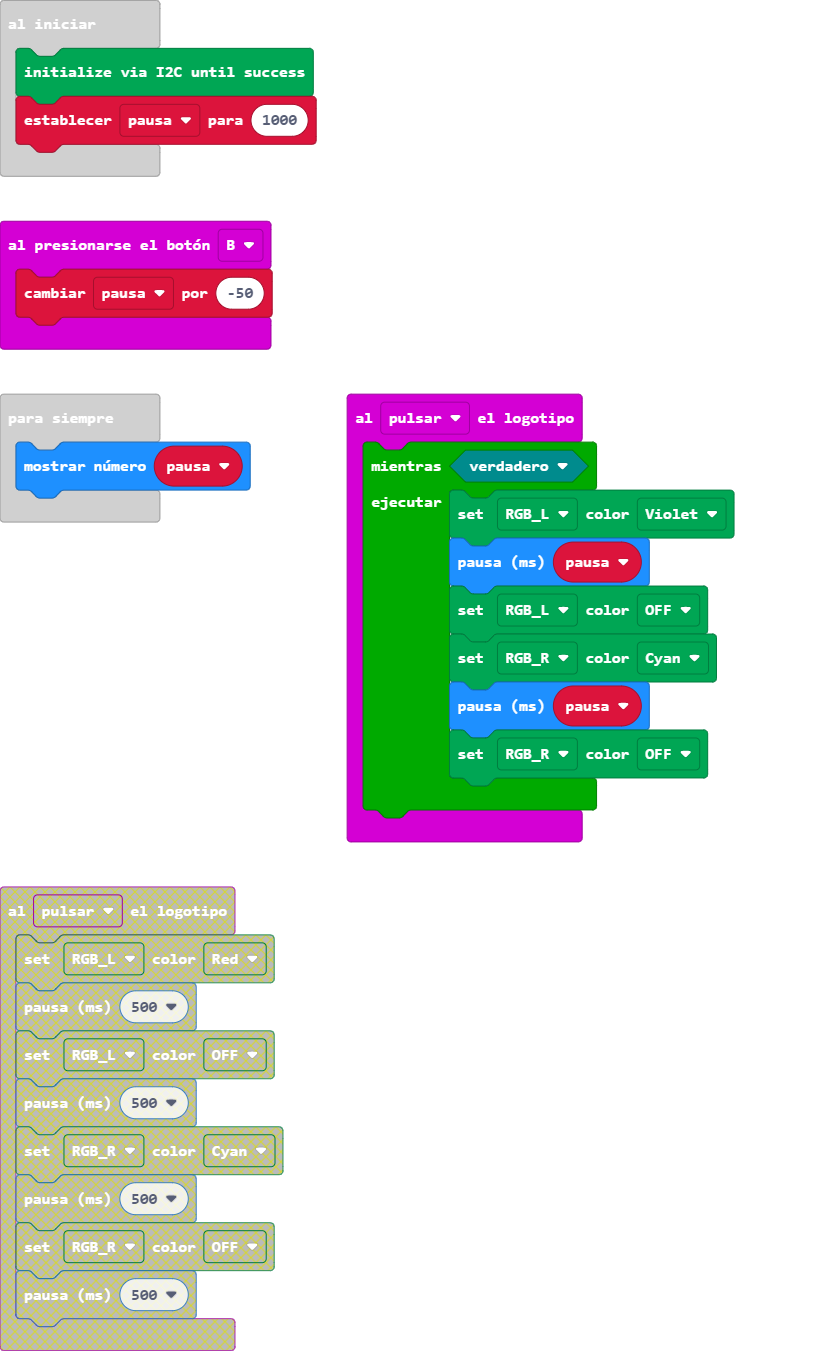 al iniciar
initialize via I2C until success
establecer pausa para 1000
al presionarse el botón B
cambiar pausa por -50
para siempre
mostrar número pausa
al pulsar el logotipo
mientras verdadero
ejecutar
set RGB_L color Violet
pausa (ms) pausa
set RGB_L color OFF
set RGB_R color Cyan
pausa (ms) pausa
set RGB_R color OFF
al pulsar el logotipo
set RGB_L color Red
pausa (ms) 500
set RGB_L color OFF
pausa (ms) 500
set RGB_R color Cyan
pausa (ms) 500
set RGB_R color OFF
pausa (ms) 500